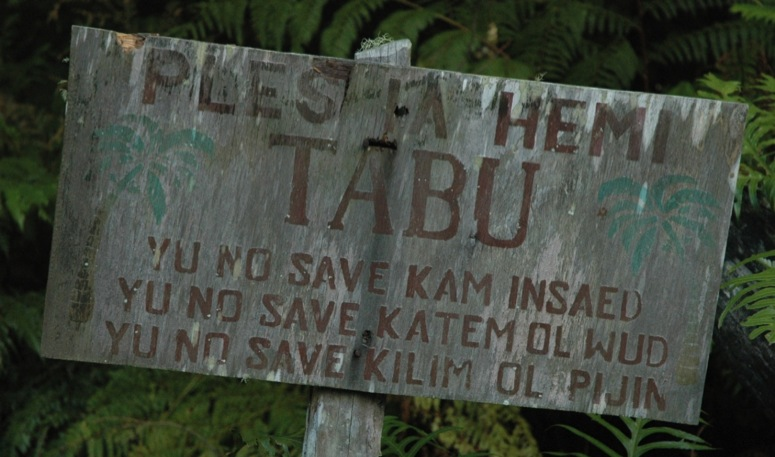 PLES IA HEMI
TABU
YU NO SAVE KAM INSAED
YU NO SAVE KATEM OL WUD
YU NO SAVE KILIM OL PIJIN